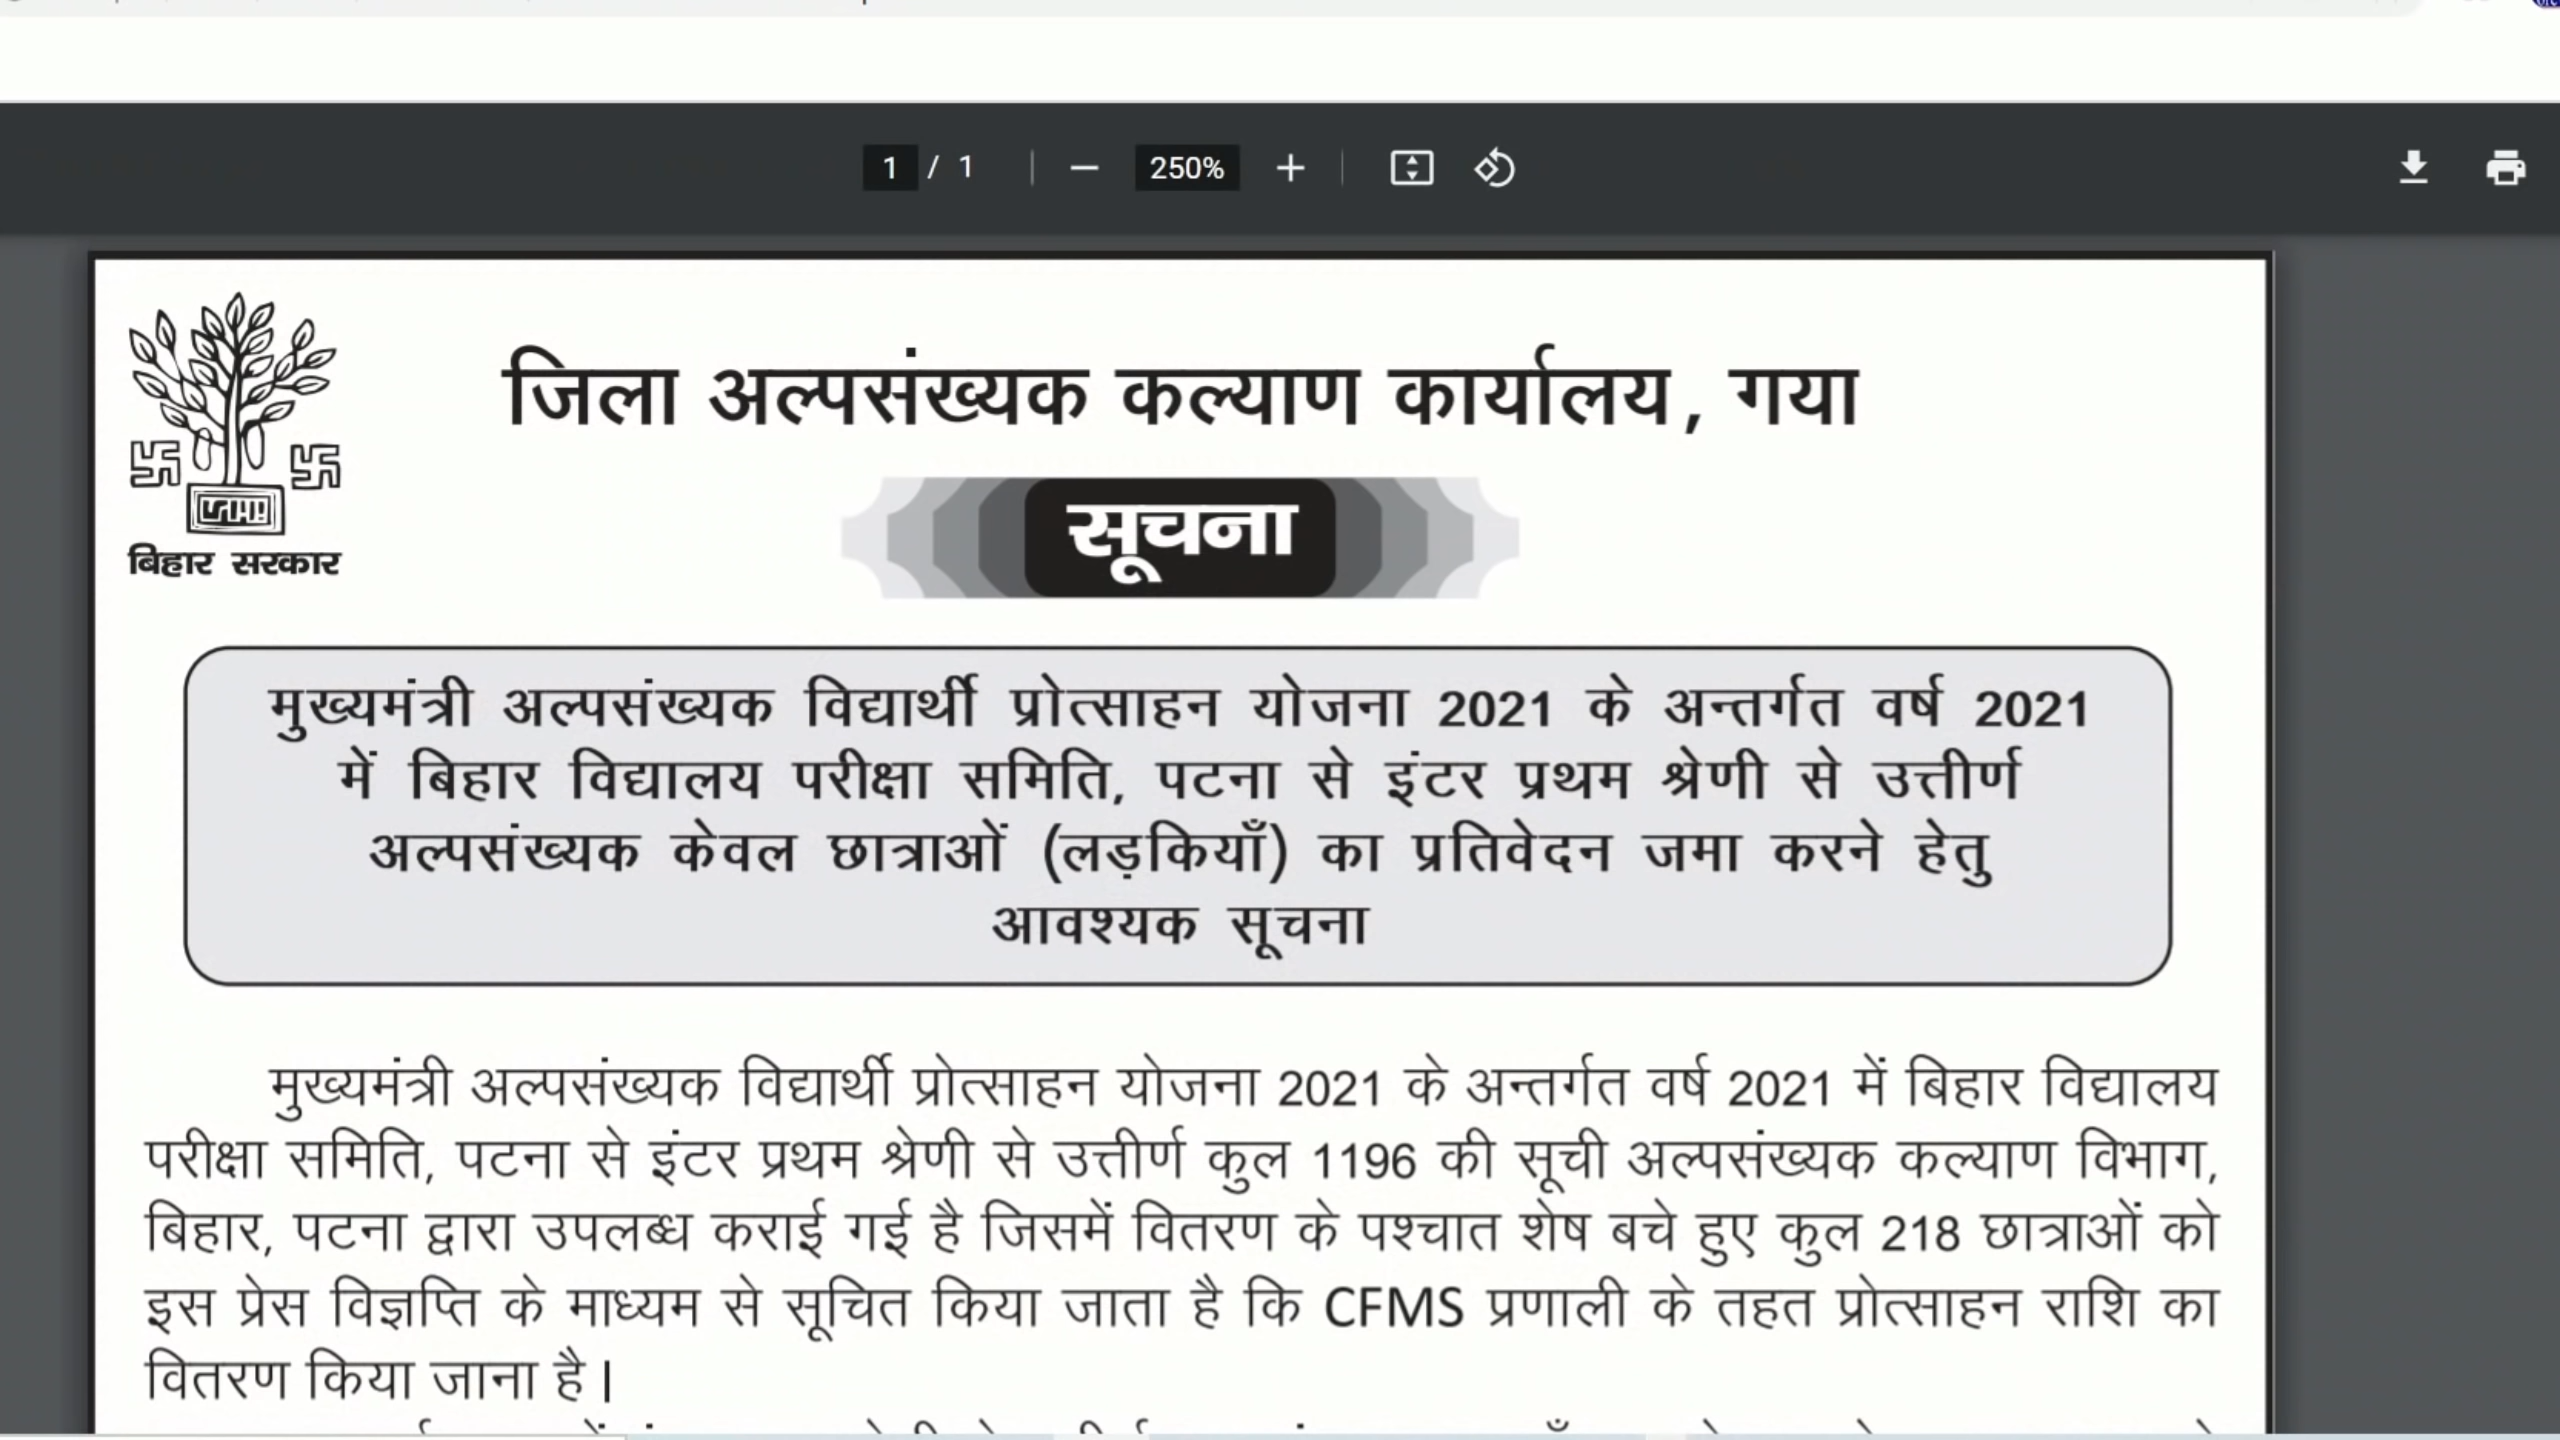 1 / 1 250%
जिला अल्पसंख्यक कल्याण कार्यालय, गया
बिहार सरकार
सूचना
मुख्यमंत्री अल्पसंख्यक विद्यार्थी प्रोत्साहन योजना 2021 के अन्तर्गत वर्ष 2021
में बिहार विद्यालय परीक्षा समिति, पटना से इंटर प्रथम श्रेणी से उत्तीर्ण
अल्पसंख्यक केवल छात्राओं (लड़कियाँ) का प्रतिवेदन जमा करने हेतु
आवश्यक सूचना
मुख्यमंत्री अल्पसंख्यक विद्यार्थी प्रोत्साहन योजना 2021 के अन्तर्गत वर्ष 2021 में बिहार विद्यालय
परीक्षा समिति, पटना से इंटर प्रथम श्रेणी से उत्तीर्ण कुल 1196 की सूची अल्पसंख्यक कल्याण विभाग,
बिहार, पटना द्वारा उपलब्ध कराई गई है जिसमें वितरण के पश्चात शेष बचे हुए कुल 218 छात्राओं को
इस प्रेस विज्ञप्ति के माध्यम से सूचित किया जाता है कि CFMS प्रणाली के तहत प्रोत्साहन राशि का
वितरण किया जाना है।